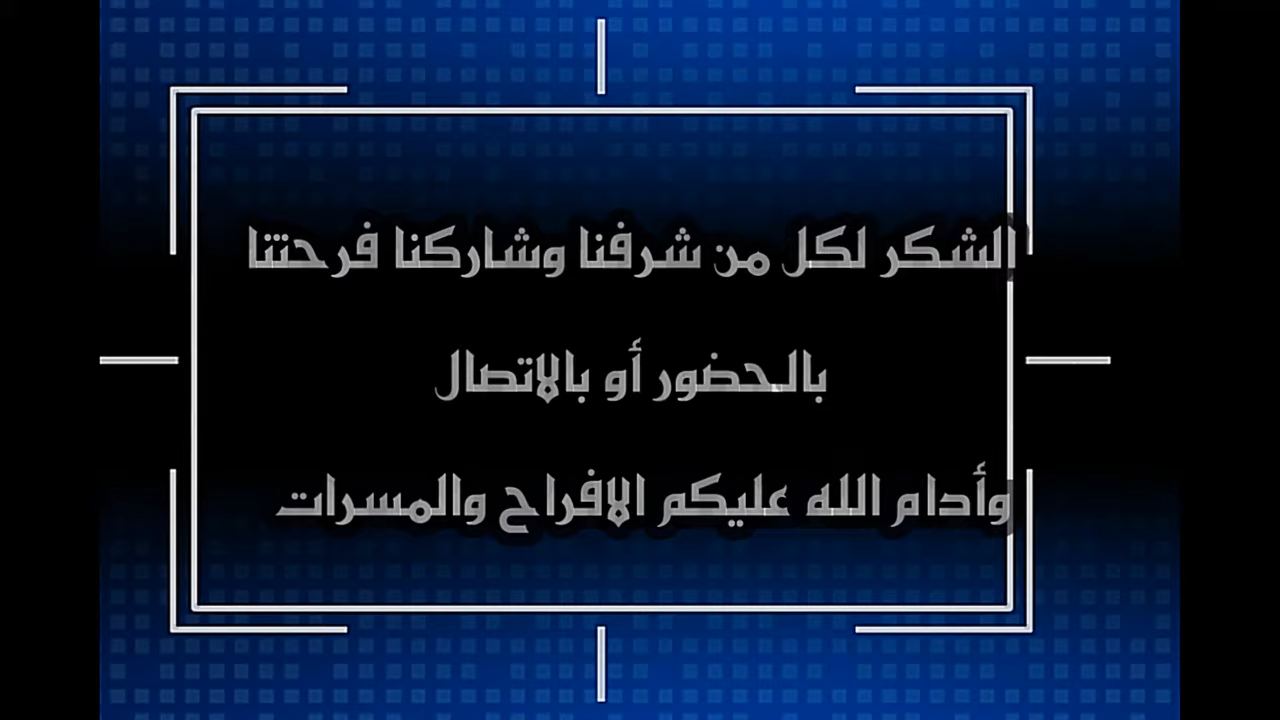 الشكر لكل من شرفنا وشاركنا فرحتنا
بالحضور أو بالاتصال
وأدام الله عليكم الافراح والمسرات